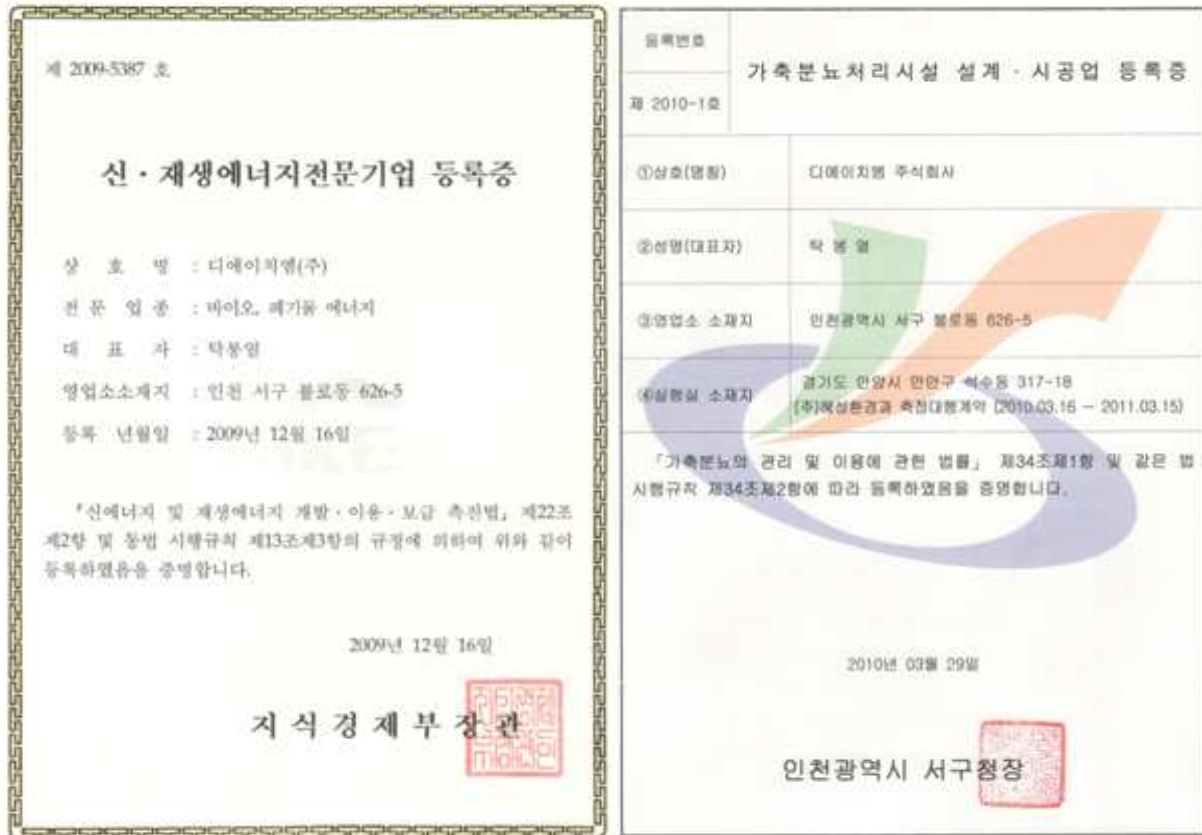 제 2009-5387 호
신 · 재생에너지전문기업 등록증
상 호 명 : 디에이치엠(주)
전 문 업 종 : 바이오, 폐기물 에너지
대 표 자 : 탁봉열
영업소소재지 : 인천 서구 불로동 626-5
등록 년월일 : 2009년 12월 16일
「신에너지 및 재생에너지 개발·이용·보급 촉진법」 제22조
제2항 및 동법 시행규칙 제13조제3항의 규정에 의하여 위와 같이
등록하였음을 증명합니다.
2009년 12월 16일
지식경제부장관
등록번호
제 2010-1호
가축분뇨처리시설 설계 · 시공업 등록증
①상호(명칭)
디에이치엠 주식회사
②성명(대표자)
탁 봉 열
③영업소 소재지
인천광역시 서구 불로동 626-5
④실험실 소재지
경기도 안양시 만안구 석수동 317-18
(주)혜성환경과 측정대행계약 (2010.03.16 - 2011.03.15)
「가축분뇨의 관리 및 이용에 관한 법률」 제34조제1항 및 같은 법
시행규칙 제34조제2항에 따라 등록하였음을 증명합니다.
2010년 03월 29일
인천광역시 서구청장